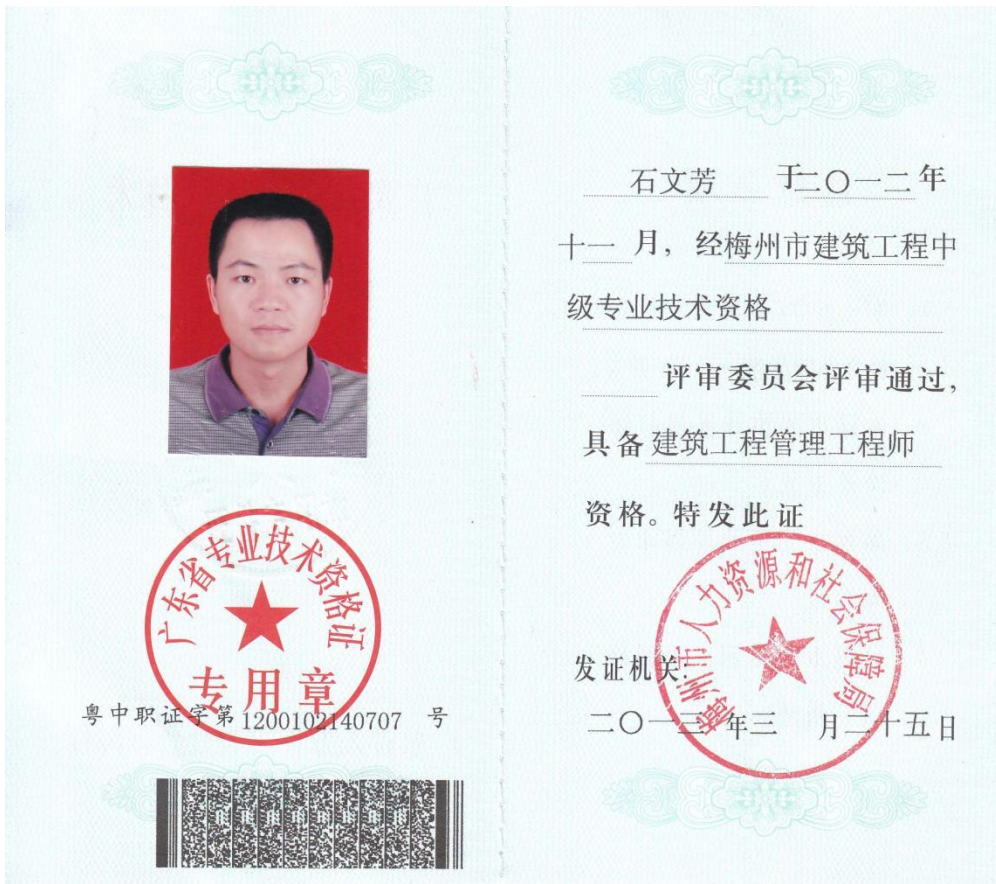 广东省专业技术资格证
专用章
粤中职证字第 1200102140707 号
石文芳 于二〇一二年
十一 月，经梅州市建筑工程中
级专业技术资格
评审委员会评审通过，
具备 建筑工程管理工程师
资格。特发此证
梅州市人力资源和社会保障局
发证机关：
二〇一三 年三 月二十五日